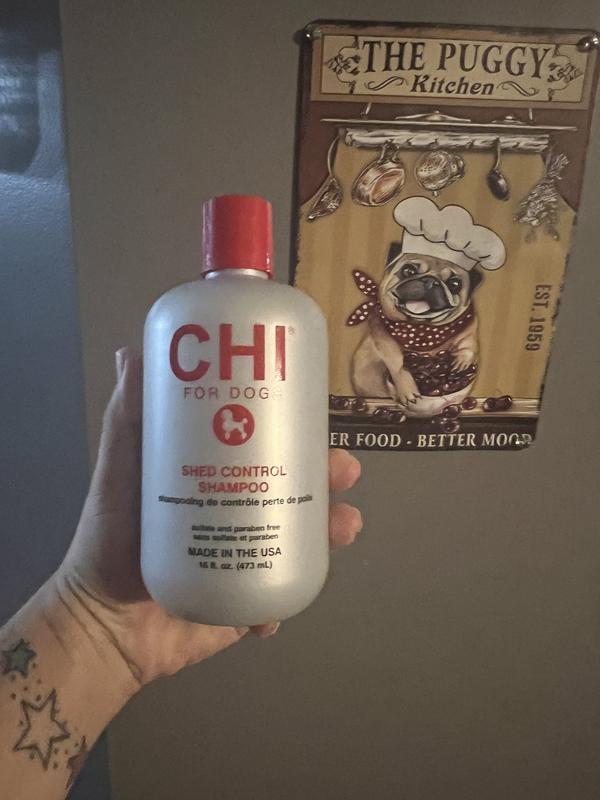 THE PUGGY
Kitchen
EST. 1959
ER FOOD - BETTER MOOD
CHI®
FOR DOGS
SHED CONTROL
SHAMPOO
shampooing de contrôle perte de poils
sulfate and paraben free
sans sulfate et paraben
MADE IN THE USA
16 fl. oz. (473 mL)